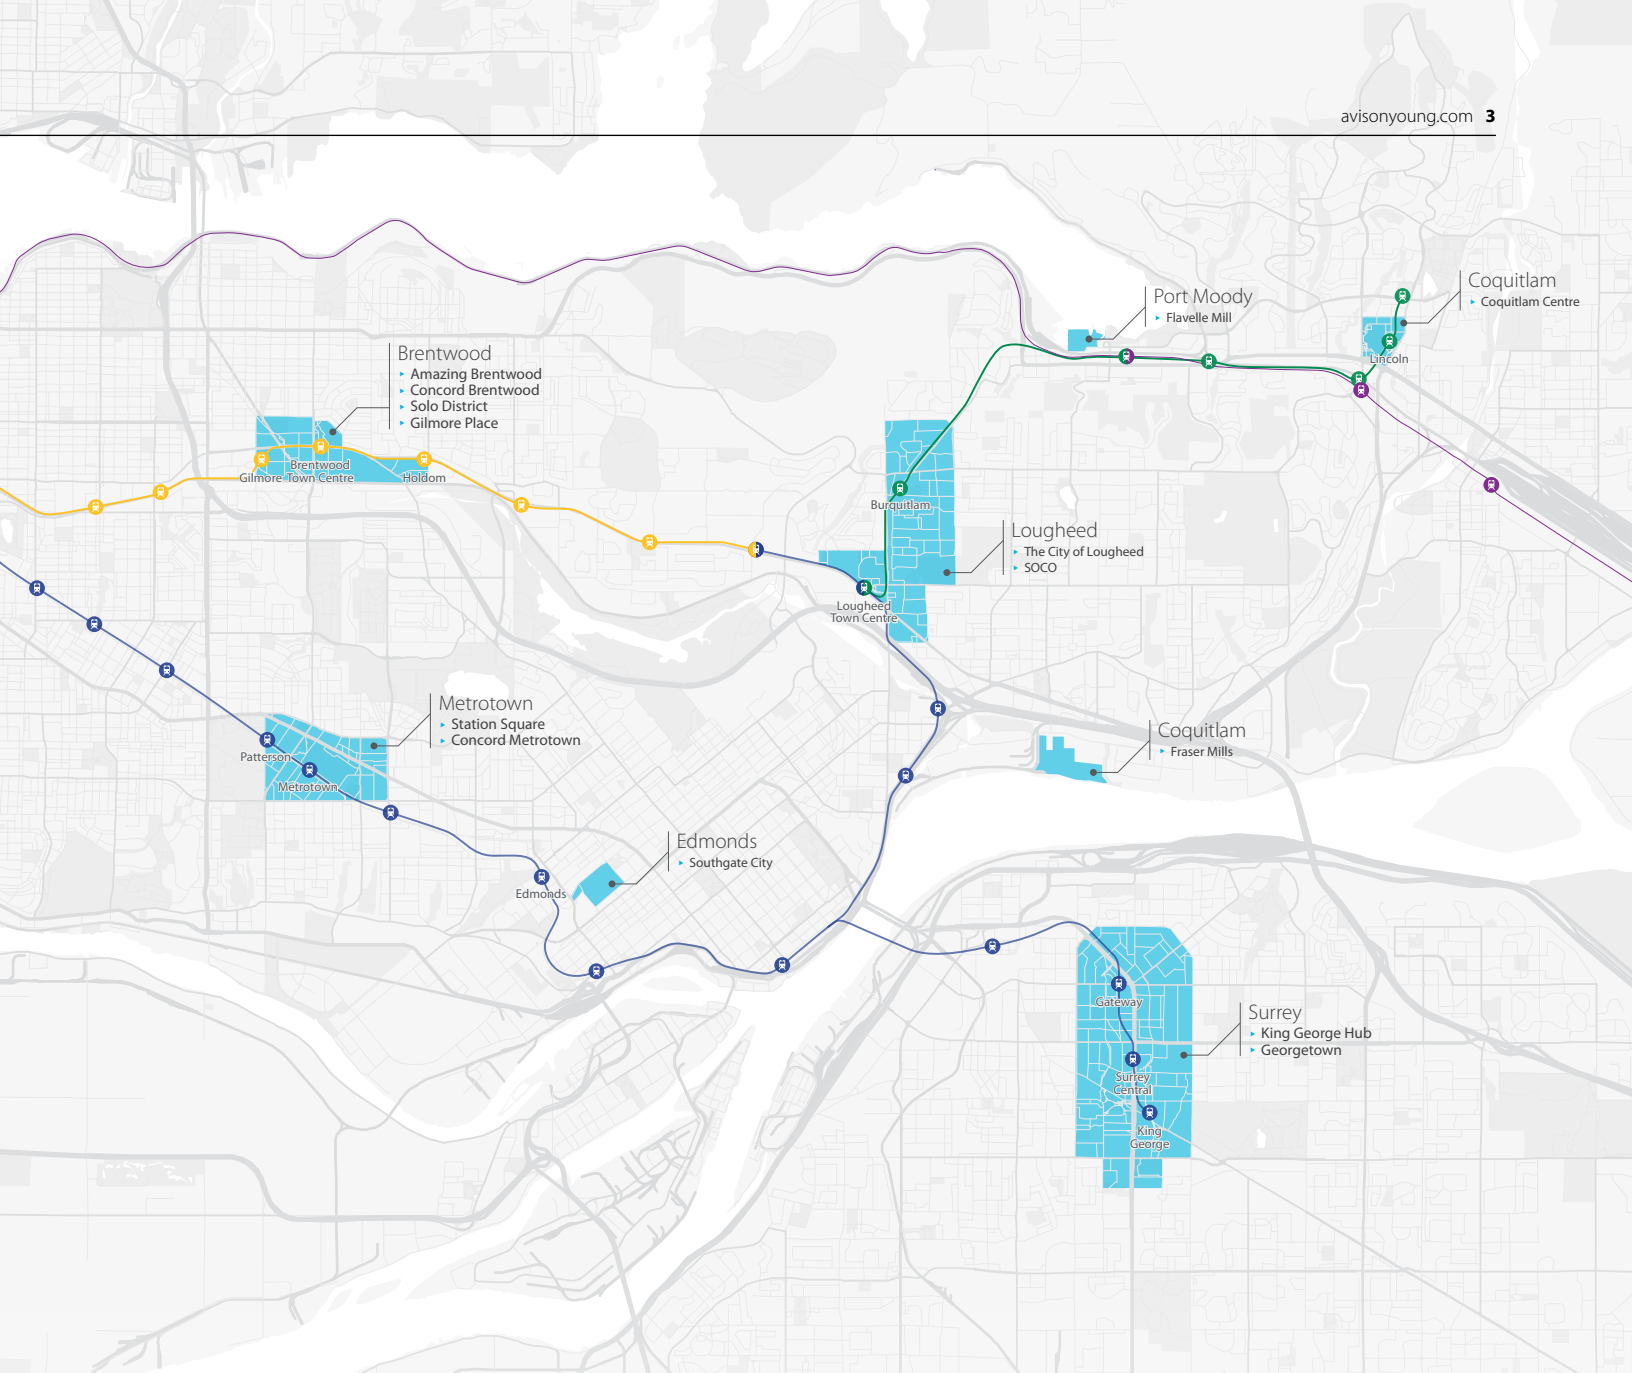 avisonyoung.com 3
Coquitlam
▸ Coquitlam Centre
Port Moody
▸ Flavelle Mill
Lincoln
Brentwood
▸ Amazing Brentwood
▸ Concord Brentwood
▸ Solo District
▸ Gilmore Place
Gilmore
Brentwood
Town Centre
Holdom
Burquitlam
Lougheed
▸ The City of Lougheed
▸ SOCO
Lougheed
Town Centre
Metrotown
▸ Station Square
▸ Concord Metrotown
Patterson
Metrotown
Coquitlam
▸ Fraser Mills
Edmonds
▸ Southgate City
Edmonds
Gateway
Surrey
▸ King George Hub
▸ Georgetown
Surrey
Central
King
George